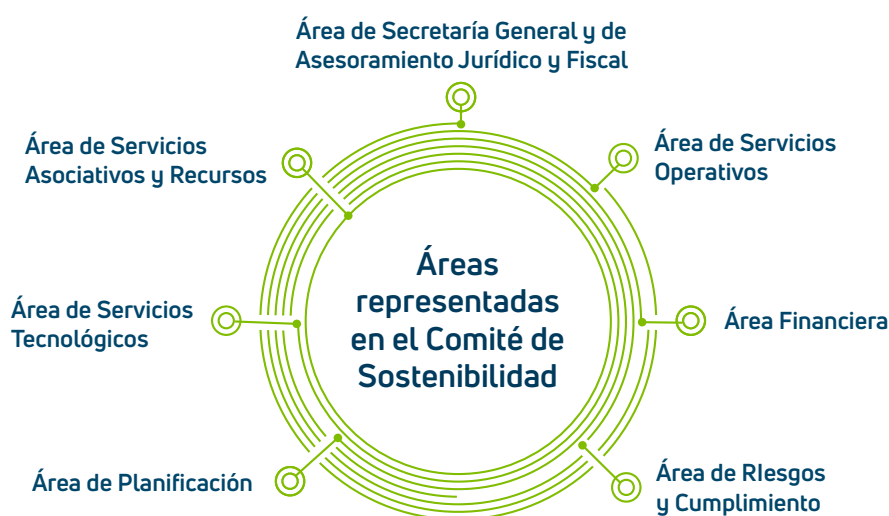 Área de Secretaría General y de
Asesoramiento Jurídico y Fiscal
Área de Servicios
Asociativos y Recursos
Área de Servicios
Operativos
Áreas
representadas
en el Comité de
Sostenibilidad
Área de Servicios
Tecnológicos
Área Financiera
Área de Planificación
Área de RIesgos
y Cumplimiento